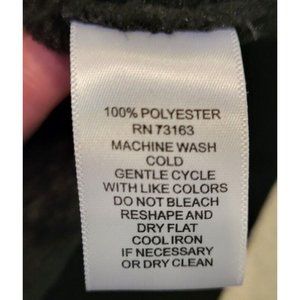 100% POLYESTER
RN 73163
MACHINE WASH
COLD
GENTLE CYCLE
WITH LIKE COLORS
DO NOT BLEACH
RESHAPE AND
DRY FLAT
COOL IRON
IF NECESSARY
OR DRY CLEAN